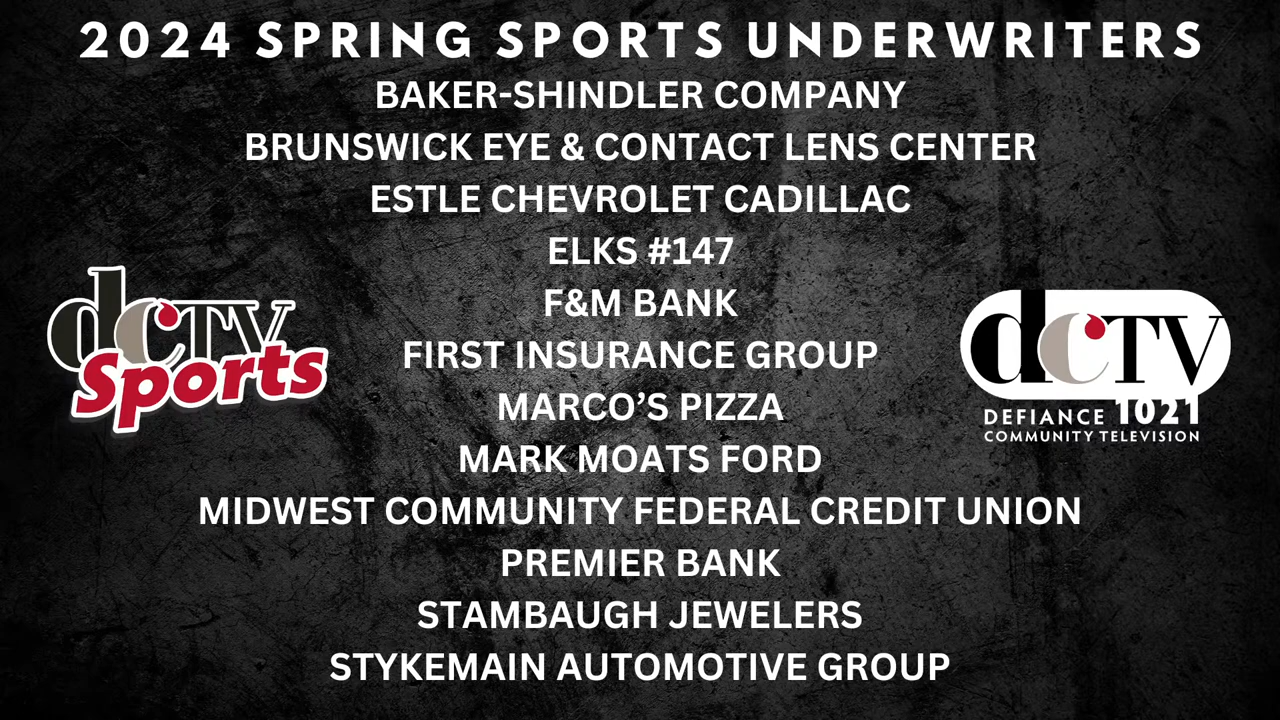 2024 SPRING SPORTS UNDERWRITERS
BAKER-SHINDLER COMPANY
BRUNSWICK EYE & CONTACT LENS CENTER
ESTLE CHEVROLET CADILLAC
ELKS #147
F&M BANK
FIRST INSURANCE GROUP
MARCO’S PIZZA
MARK MOATS FORD
MIDWEST COMMUNITY FEDERAL CREDIT UNION
PREMIER BANK
STAMBAUGH JEWELERS
STYKEMAIN AUTOMOTIVE GROUP
dcTV
Sports
dcTV
DEFIANCE 1021
COMMUNITY TELEVISION